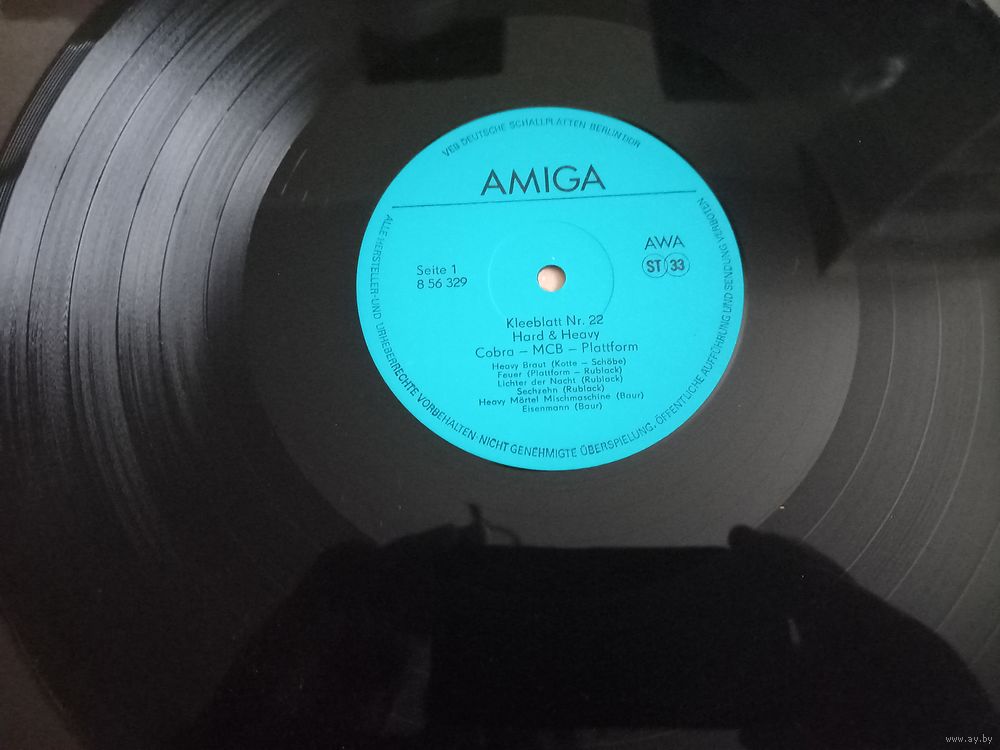 VEB DEUTSCHE SCHALLPLATTEN BERLIN DDR
AMIGA
AWA
ST 33
Seite 1
8 56 329
Kleeblatt Nr. 22
Hard & Heavy
Cobra – MCB – Plattform
Heavy Braut (Kotte – Schöbe)
Feuer (Plattform – Rublack)
Lichter der Nacht (Rublack)
Sechzehn (Rublack)
Heavy Mörtel Mischmaschine (Baur)
Eisenmann (Baur)
ALLE HERSTELLER-UND URHEBERRECHTE VORBEHALTEN· NICHT GENEHMIGTE ÜBERSPIELUNG, ÖFFENTLICHE AUFFÜHRUNG UND SENDUNG VERBOTEN
www.ay.by